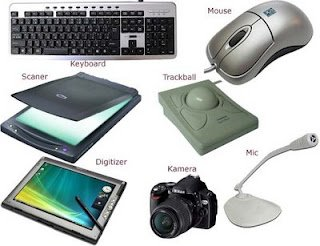 Mouse
Keyboard
Scaner
Trackball
Digitizer
Kamera
Mic